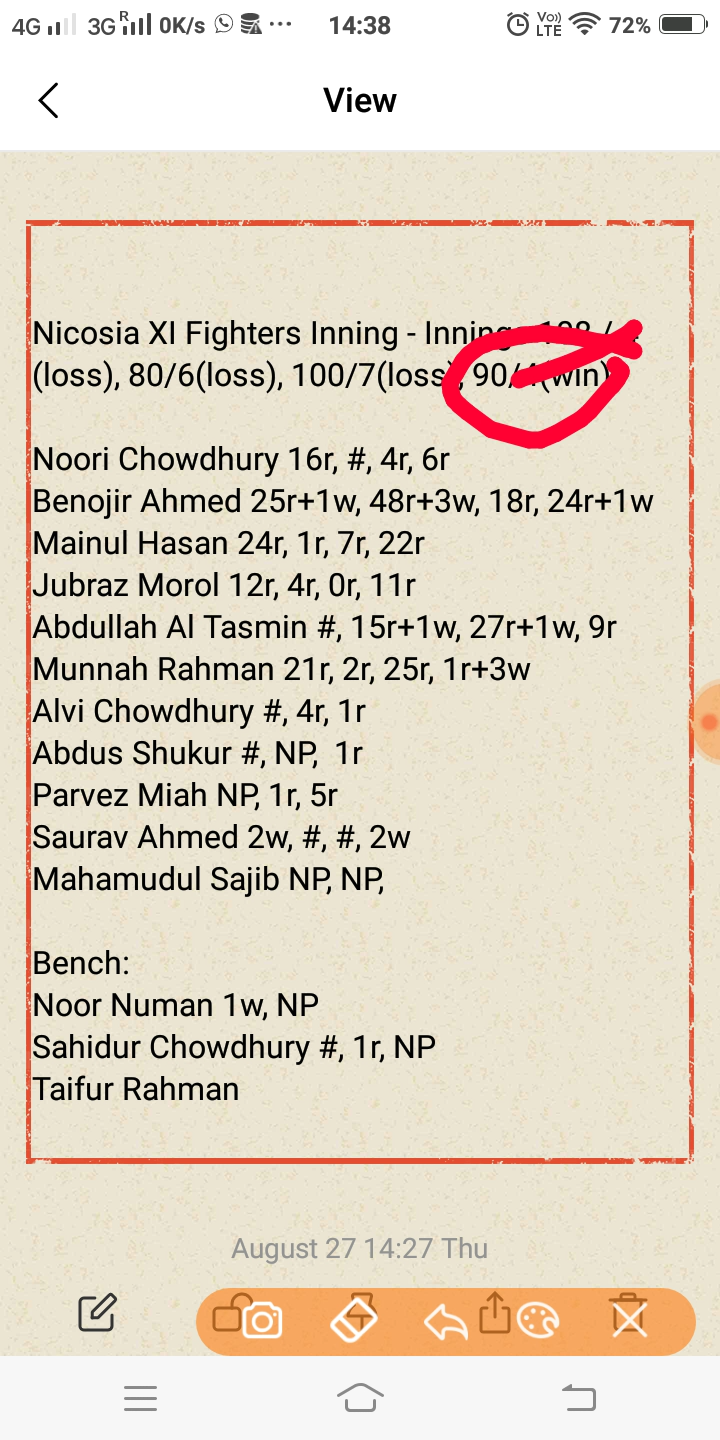 4G 3G R 0K/s 14:38 Vo)) LTE 72%
View
Nicosia XI Fighters Inning - Inning
(loss), 80/6(loss), 100/7(loss), 90/4(win)
Noori Chowdhury 16r, #, 4r, 6r
Benojir Ahmed 25r+1w, 48r+3w, 18r, 24r+1w
Mainul Hasan 24r, 1r, 7r, 22r
Jubraz Morol 12r, 4r, 0r, 11r
Abdullah Al Tasmin #, 15r+1w, 27r+1w, 9r
Munnah Rahman 21r, 2r, 25r, 1r+3w
Alvi Chowdhury #, 4r, 1r
Abdus Shukur #, NP,  1r
Parvez Miah NP, 1r, 5r
Saurav Ahmed 2w, #, #, 2w
Mahamudul Sajib NP, NP,
Bench:
Noor Numan 1w, NP
Sahidur Chowdhury #, 1r, NP
Taifur Rahman
August 27 14:27 Thu